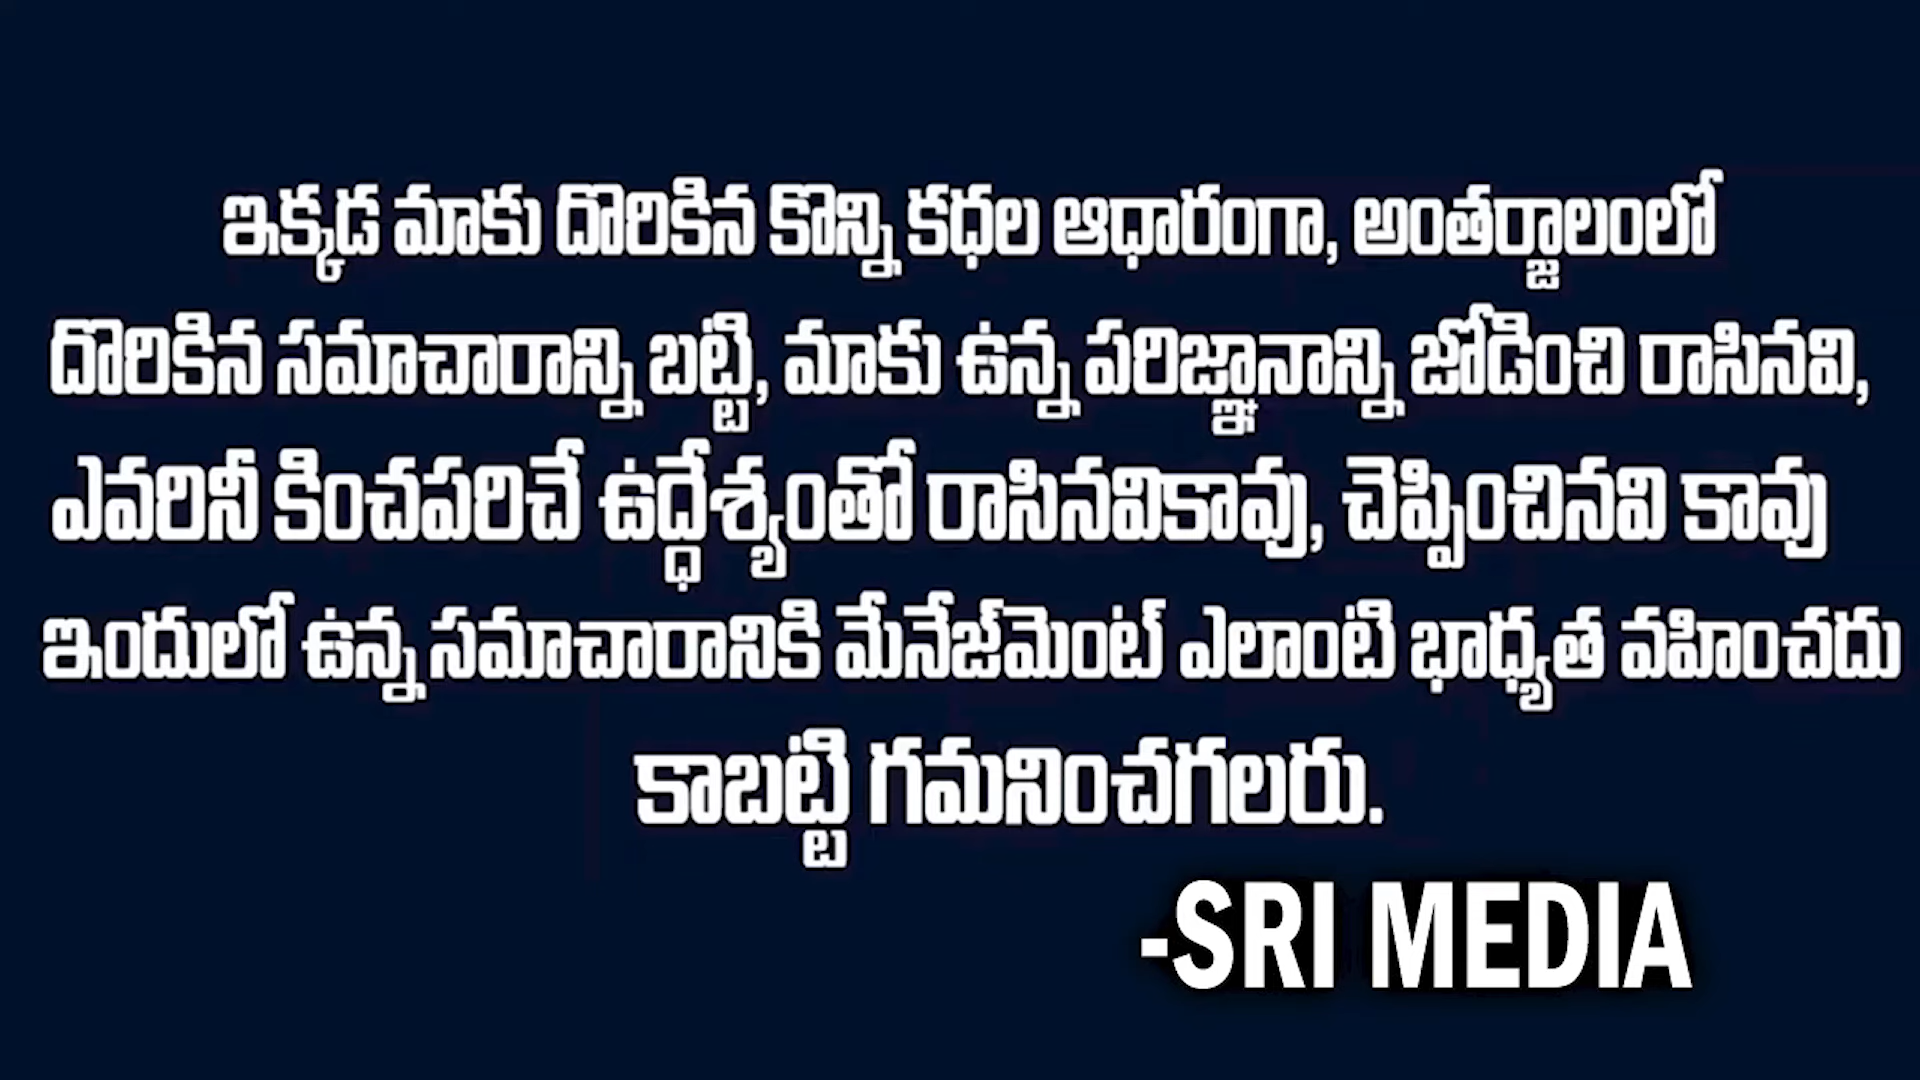 ఇక్కడ మాకు దొరికిన కొన్ని కధల ఆధారంగా, అంతర్జాలంలో
దొరికిన సమాచారాన్ని బట్టి, మాకు ఉన్న పరిజ్ఞానాన్ని జోడించి రాసినవి,
ఎవరినీ కించపరిచే ఉద్ధేశ్యంతో రాసినవికావు, చెప్పించినవి కావు
ఇందులో ఉన్న సమాచారానికి మేనేజ్‌మెంట్ ఎలాంటి భాధ్యత వహించదు
కాబట్టి గమనించగలరు.
-SRI MEDIA